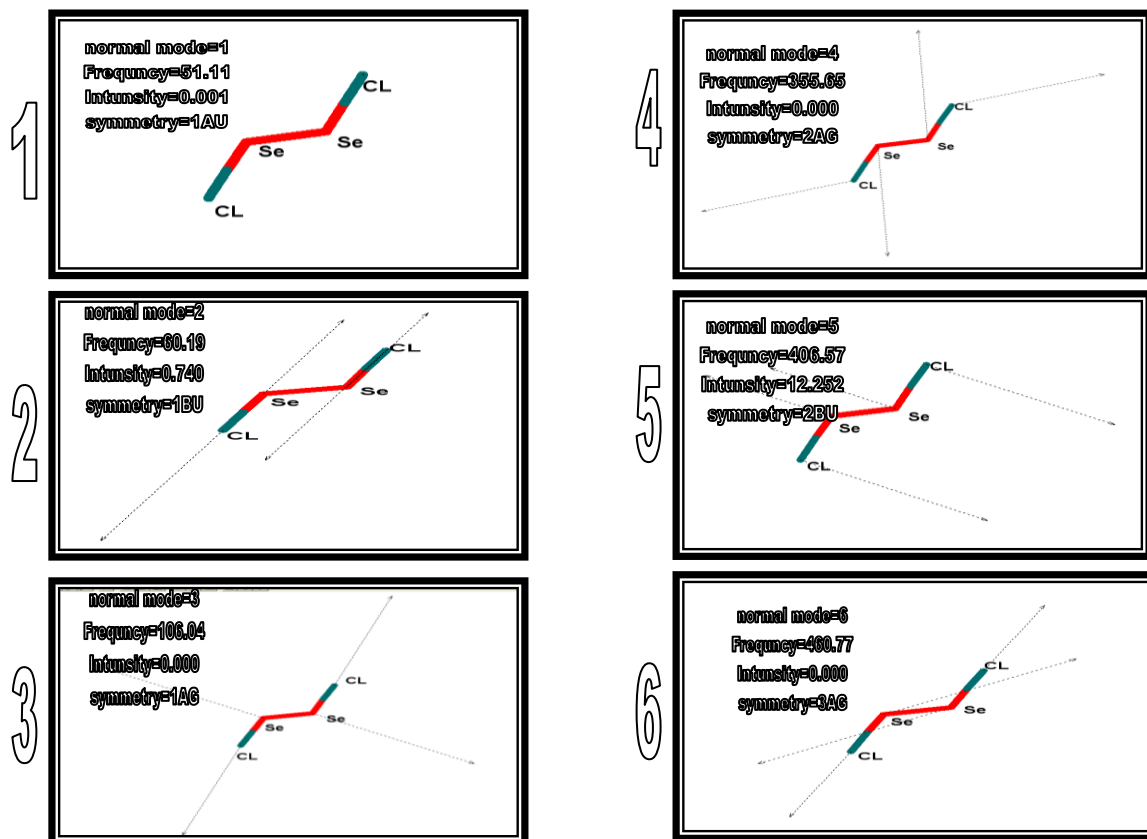 1
normal mode=1
Frequncy=51.11
Intunsity=0.001
symmetry=1AU
CL
Se
Se
CL
2
normal mode=2
Frequncy=60.19
Intunsity=0.740
symmetry=1BU
CL
Se
Se
CL
3
normal mode=3
Frequncy=106.04
Intunsity=0.000
symmetry=1AG
CL
Se
Se
CL
4
normal mode=4
Frequncy=355.65
Intunsity=0.000
symmetry=2AG
CL
Se
Se
CL
5
normal mode=5
Frequncy=406.57
Intunsity=12.252
symmetry=2BU
CL
Se
Se
CL
6
normal mode=6
Frequncy=460.77
Intunsity=0.000
symmetry=3AG
CL
Se
Se
CL